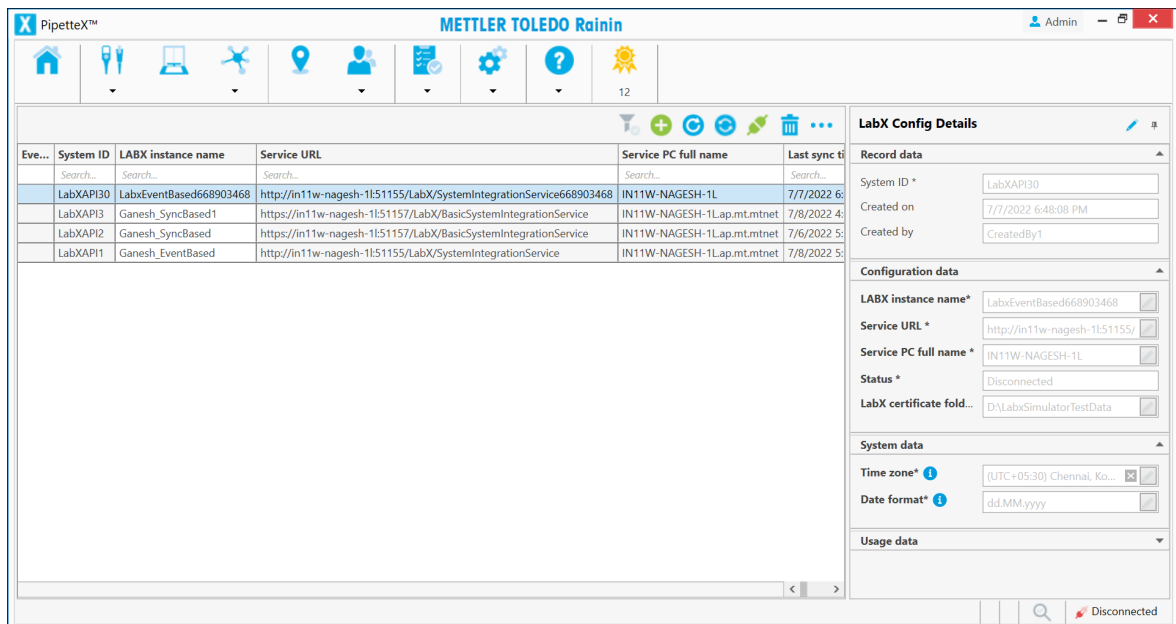 X PipetteX™ METTLER TOLEDO Rainin Admin
12
LabX Config Details
Eve... System ID LABX instance name Service URL Service PC full name Last sync ti
Search... Search... Search... Search... Search...
LabXAPI30 LabxEventBased668903468 http://in11w-nagesh-1l:51155/LabX/SystemIntegrationService668903468 IN11W-NAGESH-1L 7/7/2022 6:
LabXAPI3 Ganesh_SyncBased1 https://in11w-nagesh-1l:51157/LabX/BasicSystemIntegrationService IN11W-NAGESH-1L.ap.mt.mtnet 7/8/2022 4:
LabXAPI2 Ganesh_SyncBased https://in11w-nagesh-1l:51157/LabX/BasicSystemIntegrationService IN11W-NAGESH-1L.ap.mt.mtnet 7/6/2022 5:
LabXAPI1 Ganesh_EventBased http://in11w-nagesh-1l:51155/LabX/SystemIntegrationService IN11W-NAGESH-1L.ap.mt.mtnet 7/8/2022 5:
Record data
System ID * LabXAPI30
Created on 7/7/2022 6:48:08 PM
Created by CreatedBy1
Configuration data
LABX instance name* LabxEventBased668903468
Service URL * http://in11w-nagesh-1l:51155/
Service PC full name * IN11W-NAGESH-1L
Status * Disconnected
LabX certificate fold... D:\LabxSimulatorTestData
System data
Time zone* (UTC+05:30) Chennai, Ko...
Date format* dd.MM.yyyy
Usage data
Disconnected